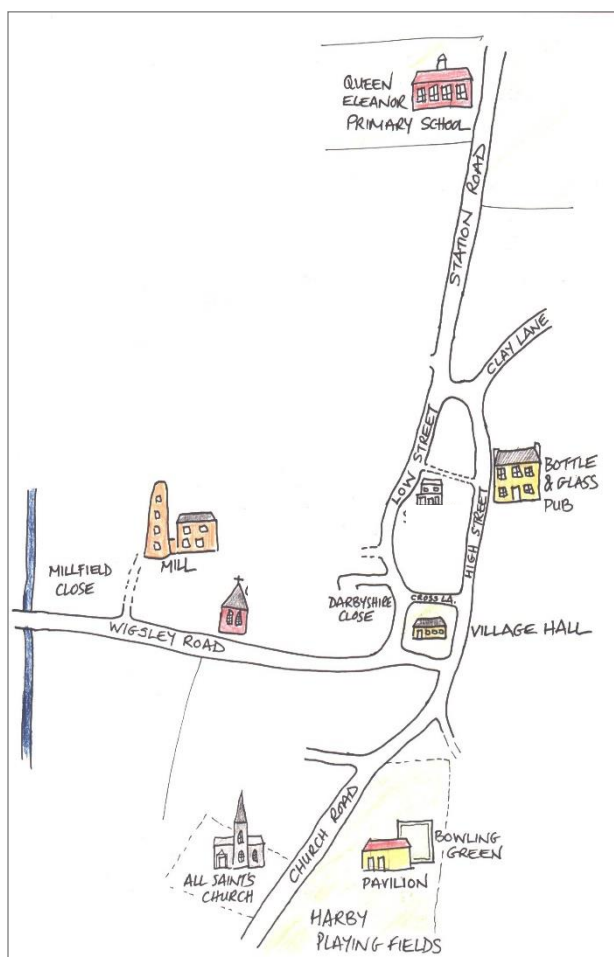 QUEEN
ELEANOR
PRIMARY SCHOOL
STATION ROAD
CLAY LANE
LOW STREET
BOTTLE
& GLASS
PUB
HIGH STREET
MILL
MILLFIELD
CLOSE
DARBYSHIRE
CLOSE
CROSS LA.
VILLAGE HALL
WIGSLEY ROAD
CHURCH ROAD
BOWLING
GREEN
PAVILION
ALL SAINT'S
CHURCH
HARBY
PLAYING FIELDS